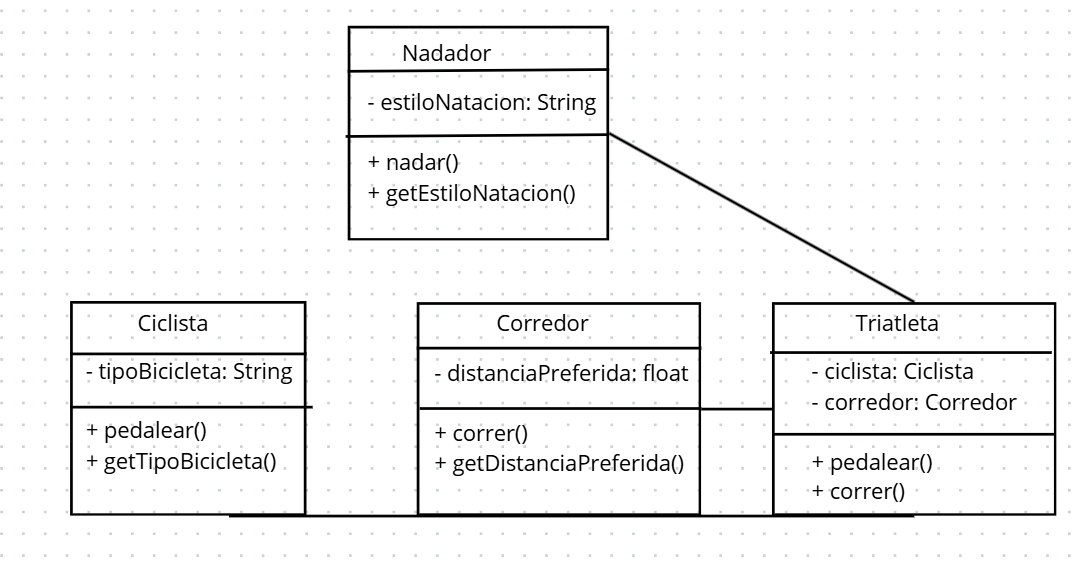 Nadador
- estiloNatacion: String
+ nadar()
+ getEstiloNatacion()
Ciclista
- tipoBicicleta: String
+ pedalear()
+ getTipoBicicleta()
Corredor
- distanciaPreferida: float
+ correr()
+ getDistanciaPreferida()
Triatleta
- ciclista: Ciclista
- corredor: Corredor
+ pedalear()
+ correr()